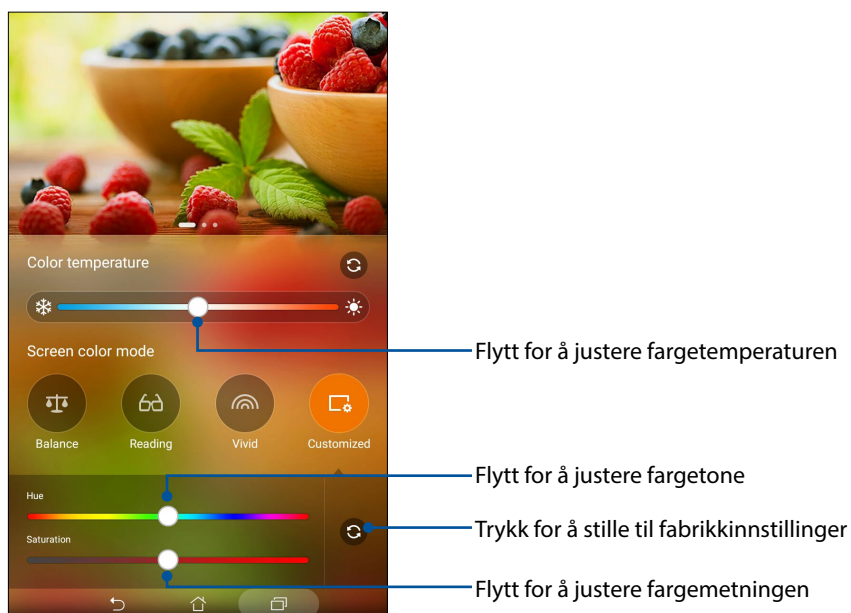 Color temperature
Flytt for å justere fargetemperaturen
Screen color mode
Balance Reading Vivid Customized
Flytt for å justere fargetone
Hue
Trykk for å stille til fabrikkinnstillinger
Saturation
Flytt for å justere fargemetningen